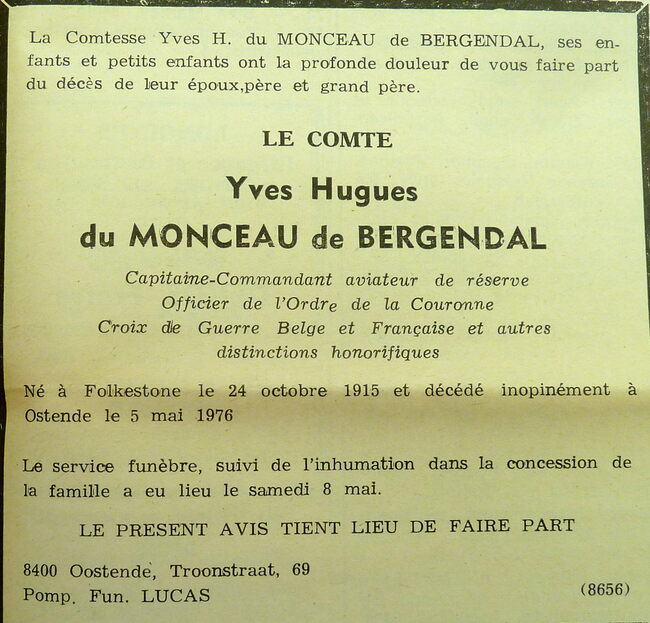 La Comtesse Yves H. du MONCEAU de BERGENDAL, ses en-
fants et petits enfants ont la profonde douleur de vous faire part
du décès de leur époux,père et grand père.
LE COMTE
Yves Hugues
du MONCEAU de BERGENDAL
Capitaine-Commandant aviateur de réserve
Officier de l'Ordre de la Couronne
Croix de Guerre Belge et Française et autres
distinctions honorifiques
Né à Folkestone le 24 octobre 1915 et décédé inopinément à
Ostende le 5 mai 1976
Le service funèbre, suivi de l'inhumation dans la concession de
la famille a eu lieu le samedi 8 mai.
LE PRESENT AVIS TIENT LIEU DE FAIRE PART
8400 Oostende, Troonstraat, 69
Pomp. Fun. LUCAS
(8656)